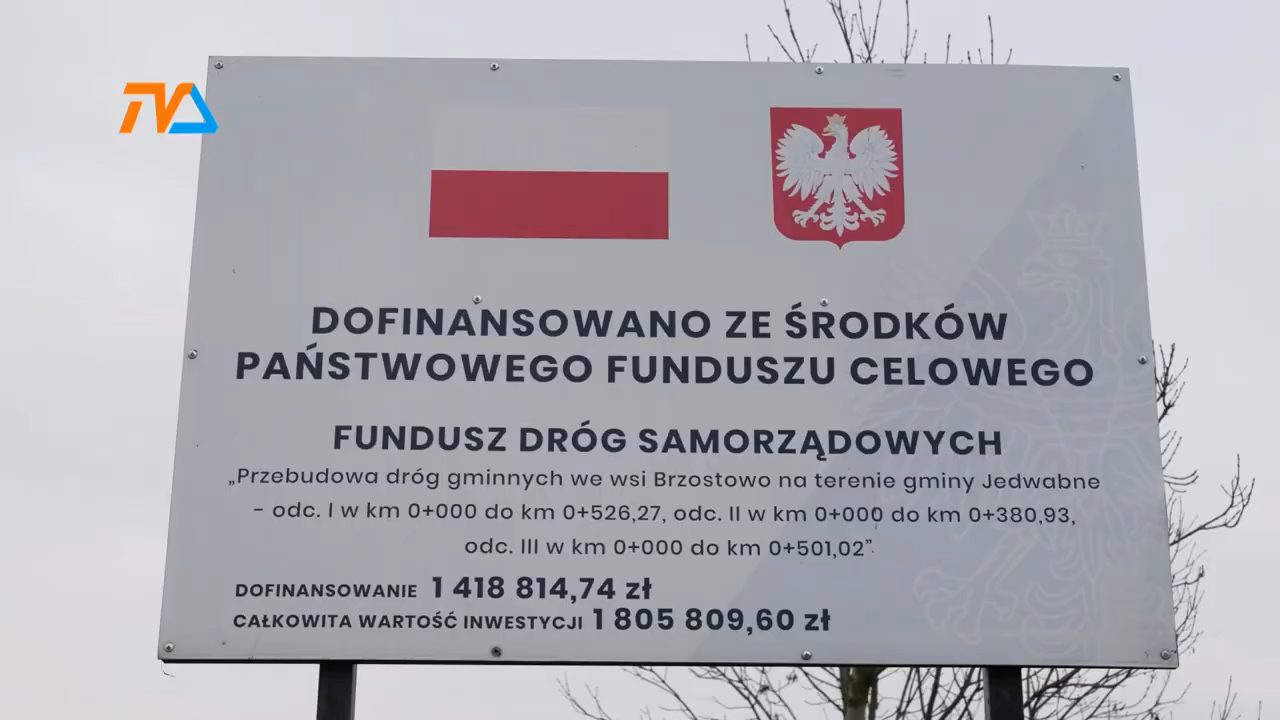 TVA
DOFINANSOWANO ZE ŚRODKÓW
PAŃSTWOWEGO FUNDUSZU CELOWEGO
FUNDUSZ DRÓG SAMORZĄDOWYCH
„Przebudowa dróg gminnych we wsi Brzostowo na terenie gminy Jedwabne
- odc. I w km 0+000 do km 0+526,27, odc. II w km 0+000 do km 0+380,93,
odc. III w km 0+000 do km 0+501,02”
DOFINANSOWANIE 1 418 814,74 zł
CAŁKOWITA WARTOŚĆ INWESTYCJI 1 805 809,60 zł